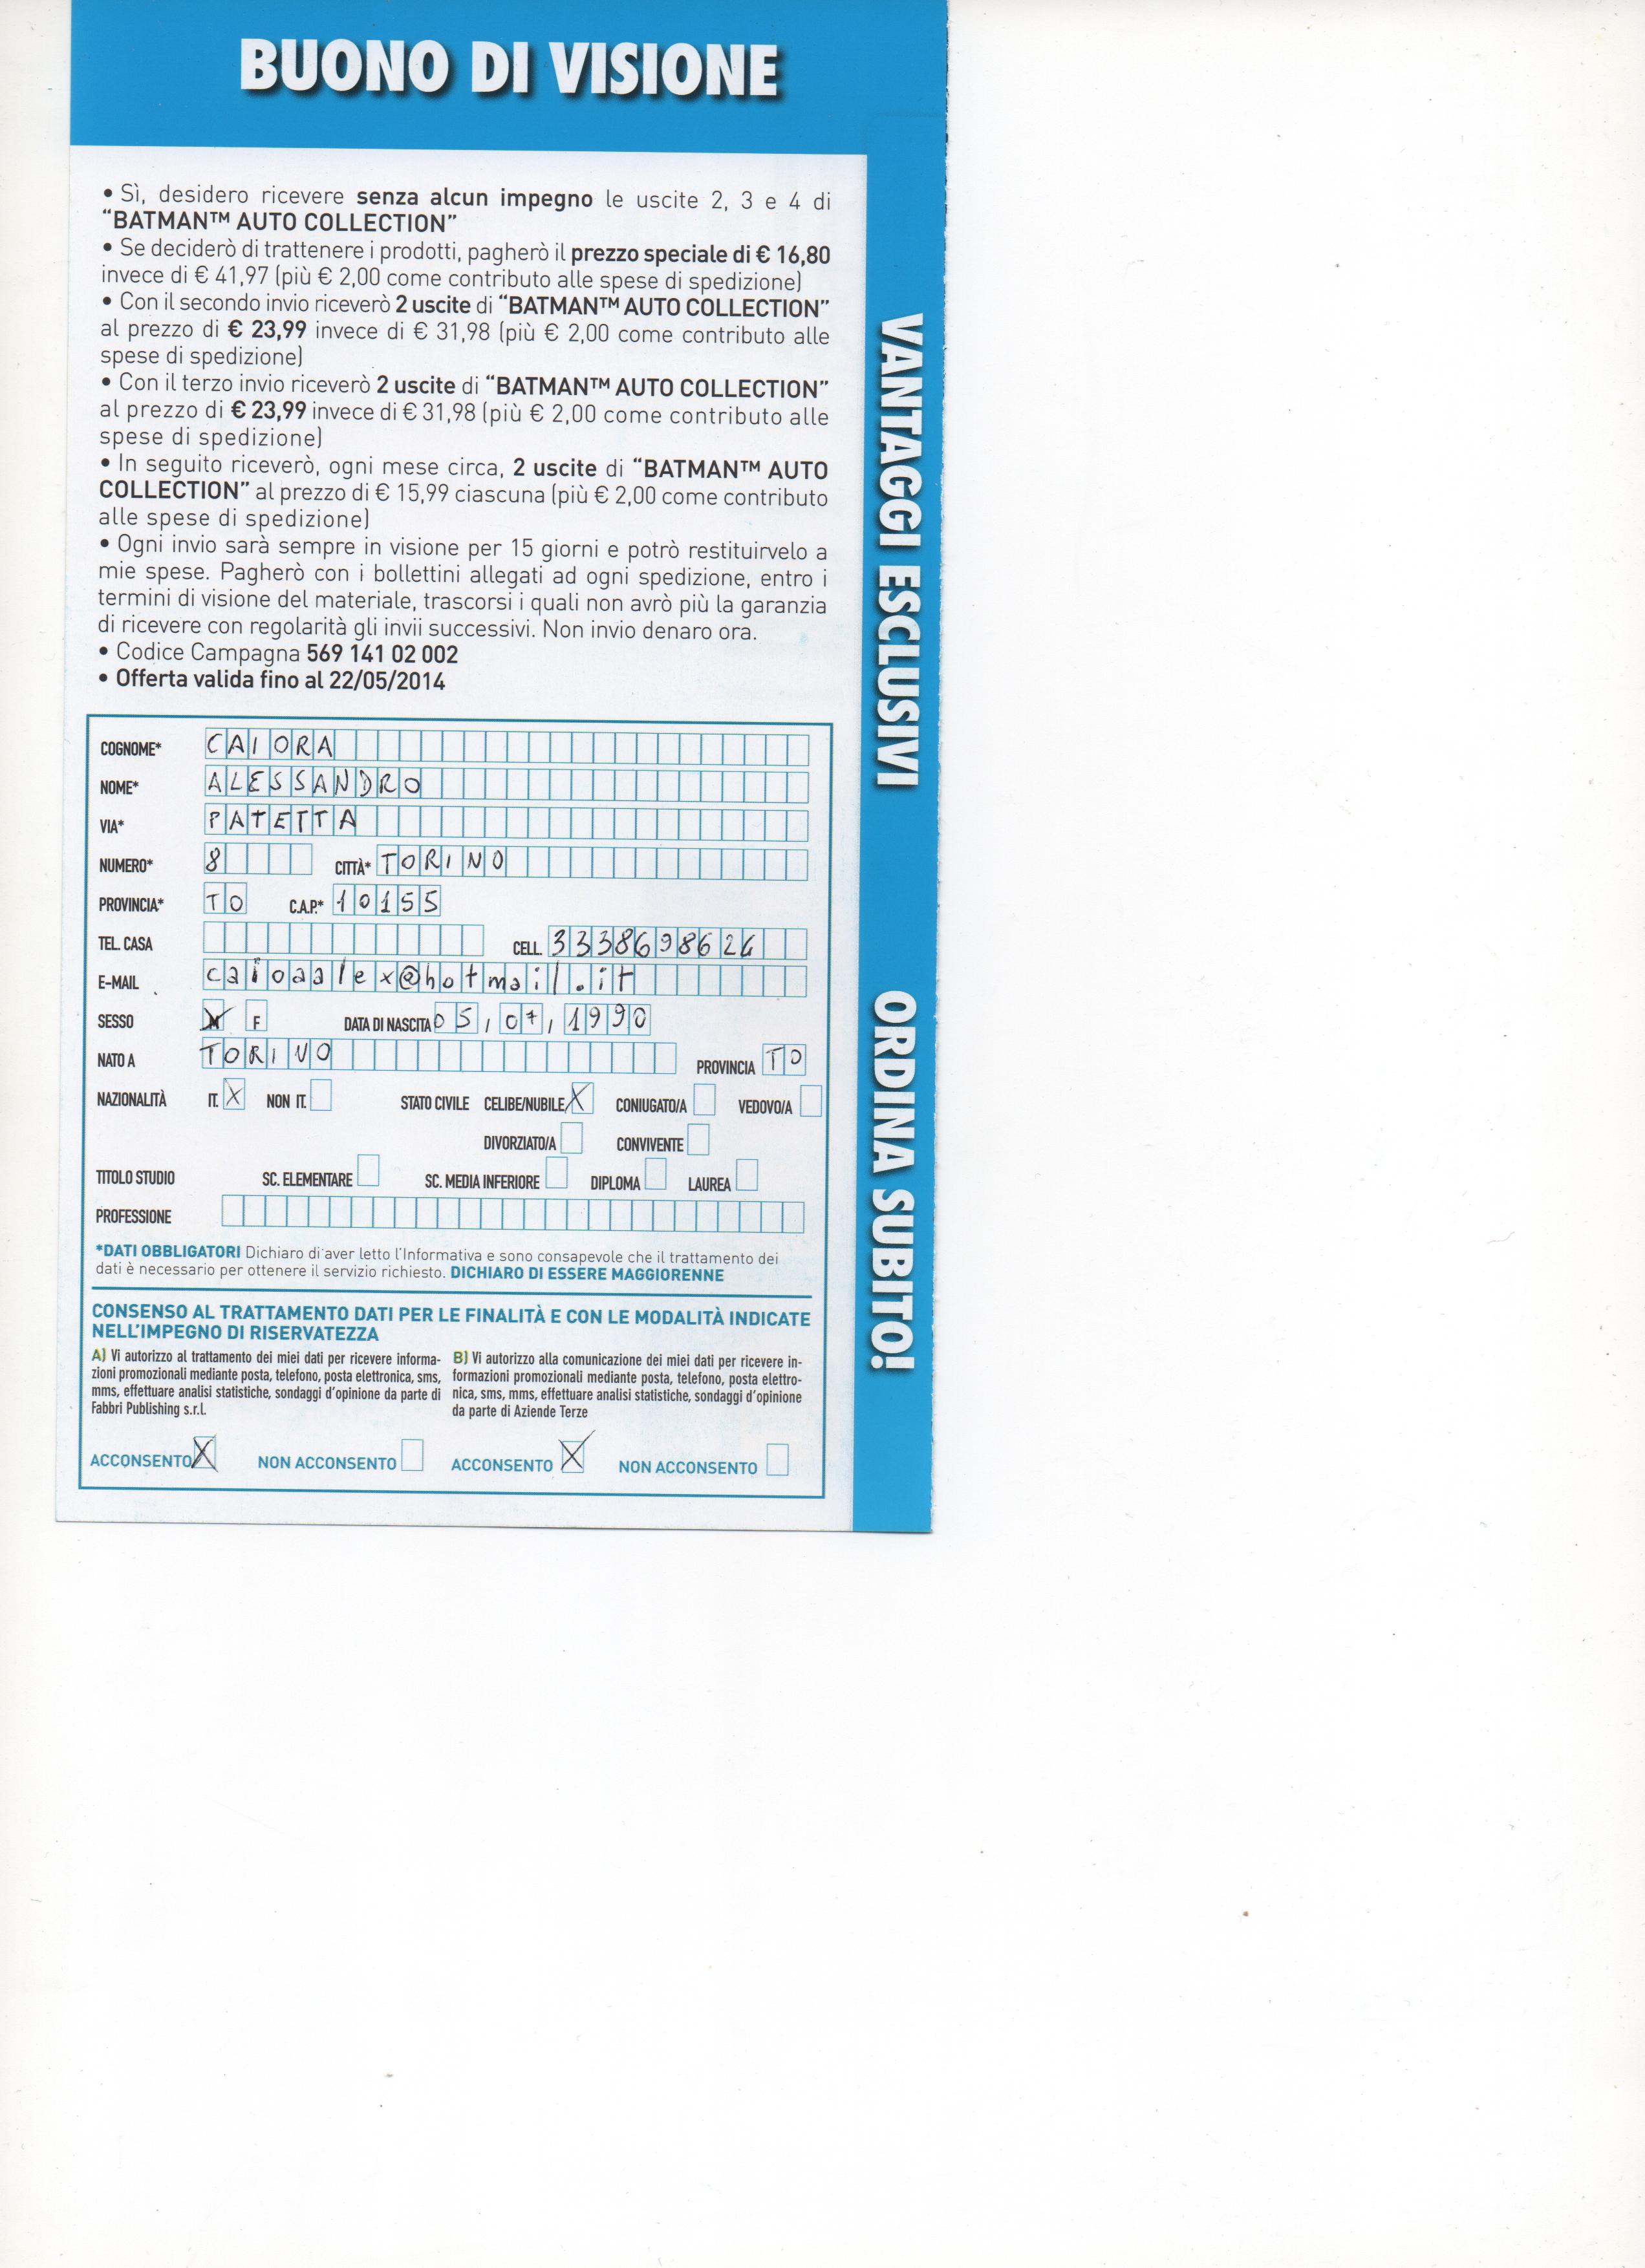 BUONO DI VISIONE
• Sì, desidero ricevere senza alcun impegno le uscite 2, 3 e 4 di
“BATMAN™ AUTO COLLECTION”
• Se deciderò di trattenere i prodotti, pagherò il prezzo speciale di € 16,80
invece di € 41,97 (più € 2,00 come contributo alle spese di spedizione)
• Con il secondo invio riceverò 2 uscite di “BATMAN™ AUTO COLLECTION”
al prezzo di € 23,99 invece di € 31,98 (più € 2,00 come contributo alle
spese di spedizione)
• Con il terzo invio riceverò 2 uscite di “BATMAN™ AUTO COLLECTION”
al prezzo di € 23,99 invece di € 31,98 (più € 2,00 come contributo alle
spese di spedizione)
• In seguito riceverò, ogni mese circa, 2 uscite di “BATMAN™ AUTO
COLLECTION” al prezzo di € 15,99 ciascuna (più € 2,00 come contributo
alle spese di spedizione)
• Ogni invio sarà sempre in visione per 15 giorni e potrò restituirvelo a
mie spese. Pagherò con i bollettini allegati ad ogni spedizione, entro i
termini di visione del materiale, trascorsi i quali non avrò più la garanzia
di ricevere con regolarità gli invii successivi. Non invio denaro ora.
• Codice Campagna 569 141 02 002
• Offerta valida fino al 22/05/2014
COGNOME* CAIORA
NOME* ALESSANDRO
VIA* PATETTA
NUMERO* 8 CITTÀ* TORINO
PROVINCIA* TO C.A.P.* 10155
TEL. CASA CELL. 3338698626
E-MAIL caioaalex@hotmail.it
SESSO M F DATA DI NASCITA 05, 07, 1990
NATO A TORINO PROVINCIA TO
NAZIONALITÀ IT. X NON IT. STATO CIVILE CELIBE/NUBILE X CONIUGATO/A VEDOVO/A
DIVORZIATO/A CONVIVENTE
TITOLO STUDIO SC. ELEMENTARE SC. MEDIA INFERIORE DIPLOMA LAUREA
PROFESSIONE
*DATI OBBLIGATORI Dichiaro di aver letto l’Informativa e sono consapevole che il trattamento dei
dati è necessario per ottenere il servizio richiesto. DICHIARO DI ESSERE MAGGIORENNE
CONSENSO AL TRATTAMENTO DATI PER LE FINALITÀ E CON LE MODALITÀ INDICATE
NELL’IMPEGNO DI RISERVATEZZA
A) Vi autorizzo al trattamento dei miei dati per ricevere informa-
zioni promozionali mediante posta, telefono, posta elettronica, sms,
mms, effettuare analisi statistiche, sondaggi d’opinione da parte di
Fabbri Publishing s.r.l.
B) Vi autorizzo alla comunicazione dei miei dati per ricevere in-
formazioni promozionali mediante posta, telefono, posta elettro-
nica, sms, mms, effettuare analisi statistiche, sondaggi d’opinione
da parte di Aziende Terze
ACCONSENTO X NON ACCONSENTO ACCONSENTO X NON ACCONSENTO
VANTAGGI ESCLUSIVI ORDINA SUBITO!